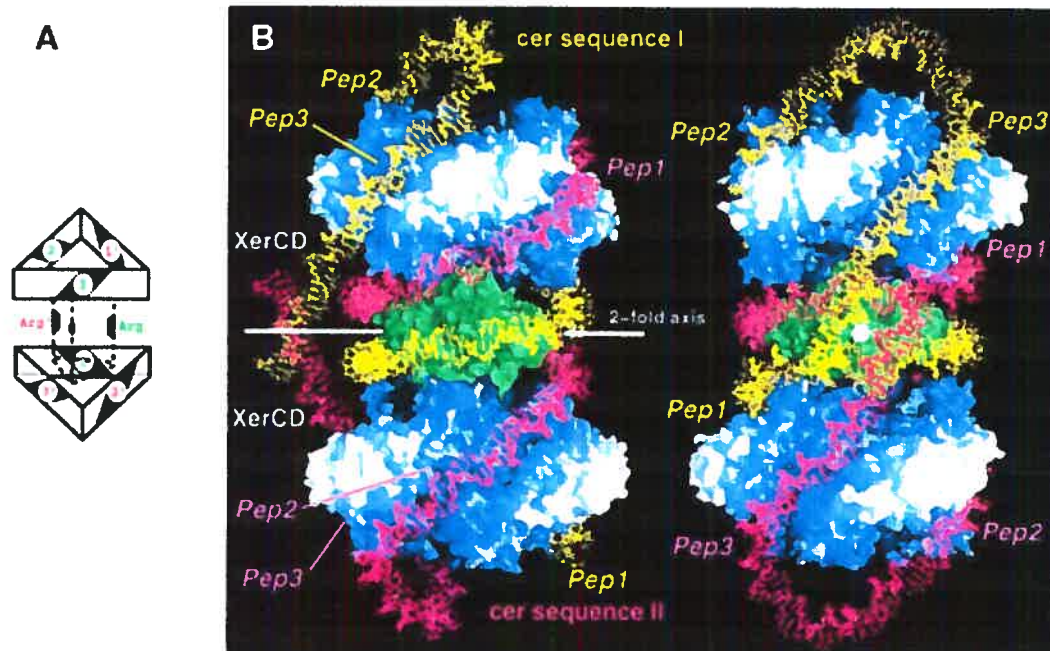 A
B
cer sequence I
Pep2
Pep3
Pep1
XerCD
2-fold axis
XerCD
Pep2
Pep3
Pep1
cer sequence II
Pep2
Pep3
Pep1
Pep1
Pep3
Pep2
Arg
Arg